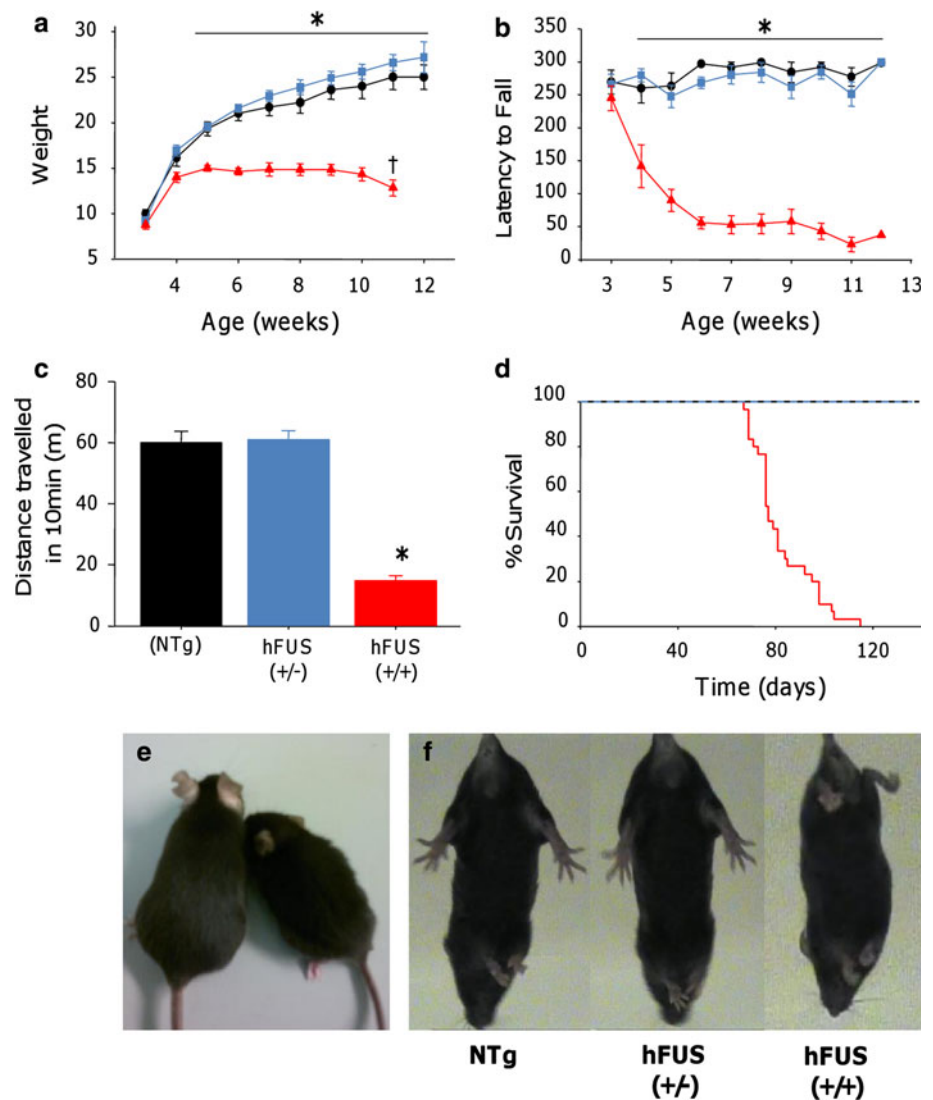 a
*
30
25
20
15
10
5
Weight
†
4 6 8 10 12
Age (weeks)
b
*
300
250
200
150
100
50
0
Latency to Fall
3 5 7 9 11 13
Age (weeks)
c
80
60
40
20
0
Distance travelled
in 10min (m)
*
(NTg)
hFUS
(+/-)
hFUS
(+/+)
d
100
80
60
40
20
0
% Survival
0 40 80 120
Time (days)
e
f
NTg
hFUS
(+/-)
hFUS
(+/+)